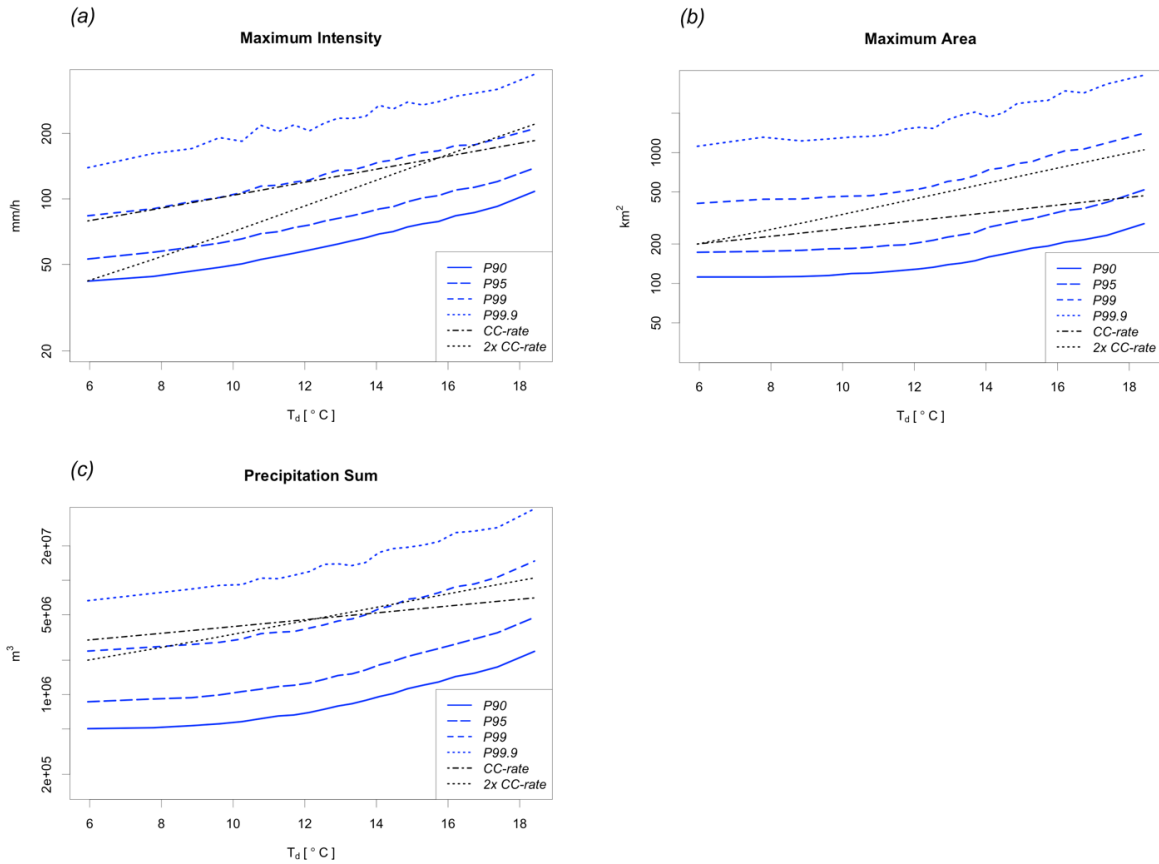 (a)
Maximum Intensity
mm/h
200
100
50
20
6 8 10 12 14 16 18
T_d [ ° C ]
P90
P95
P99
P99.9
CC-rate
2x CC-rate
(b)
Maximum Area
km²
1000
500
200
100
50
6 8 10 12 14 16 18
T_d [ ° C ]
P90
P95
P99
P99.9
CC-rate
2x CC-rate
(c)
Precipitation Sum
m³
2e+07
5e+06
1e+06
2e+05
6 8 10 12 14 16 18
T_d [ ° C ]
P90
P95
P99
P99.9
CC-rate
2x CC-rate